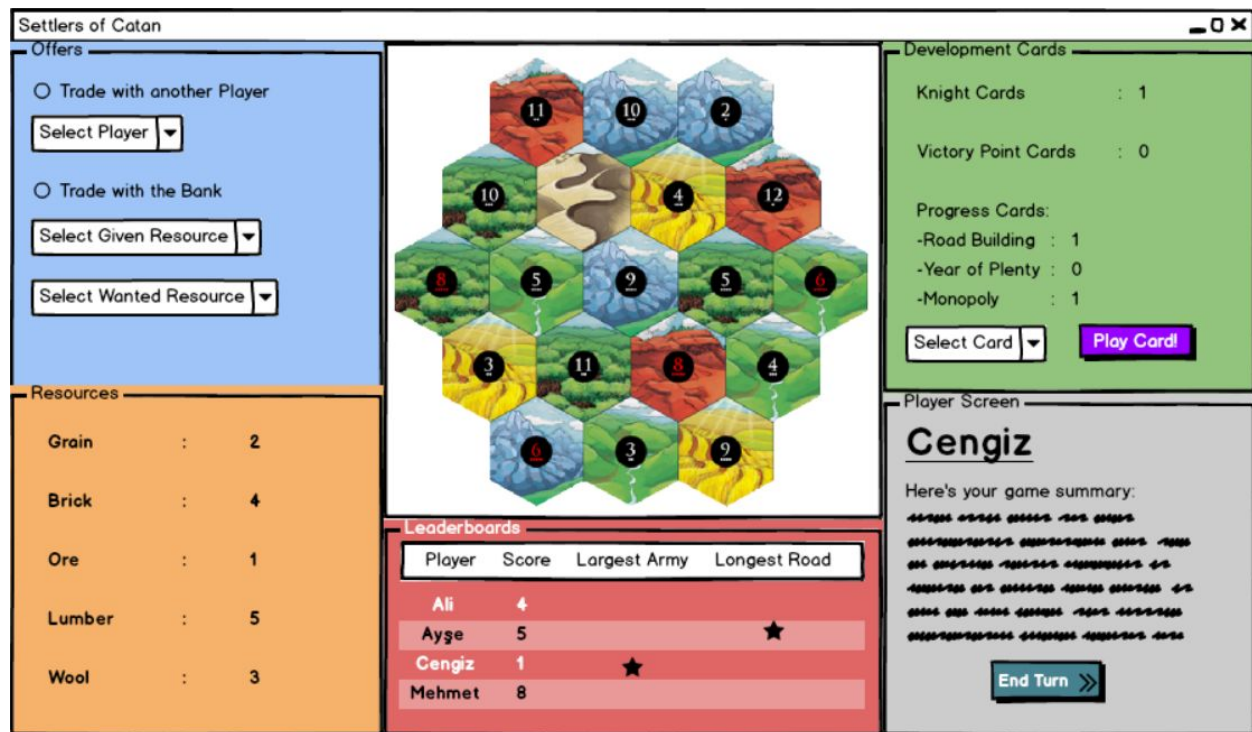 Settlers of Catan
Offers
Trade with another Player
Select Player
Trade with the Bank
Select Given Resource
Select Wanted Resource
Resources
Grain : 2
Brick : 4
Ore : 1
Lumber : 5
Wool : 3
11 10 2
10 4 12
8 5 9 5 6
3 11 8 4
6 3 9
Leaderboards
Player Score Largest Army Longest Road
Ali 4
Ayşe 5 ★
Cengiz 1 ★
Mehmet 8
Development Cards
Knight Cards : 1
Victory Point Cards : 0
Progress Cards:
-Road Building : 1
-Year of Plenty : 0
-Monopoly : 1
Select Card
Play Card!
Player Screen
Cengiz
Here's your game summary:
End Turn